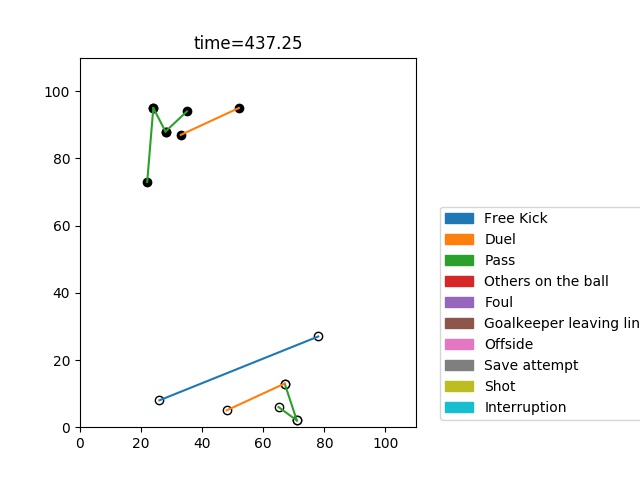 time=437.25
100
80
60
40
20
0
0 20 40 60 80 100
Free Kick
Duel
Pass
Others on the ball
Foul
Goalkeeper leaving lin
Offside
Save attempt
Shot
Interruption